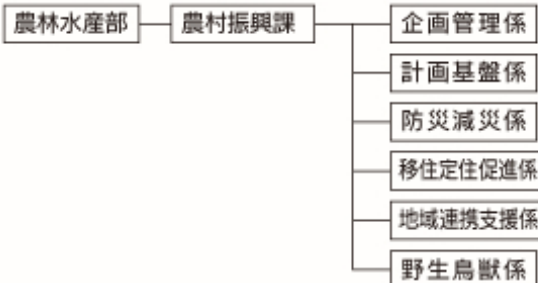 農林水産部
農村振興課
企画管理係
計画基盤係
防災減災係
移住定住促進係
地域連携支援係
野生鳥獣係